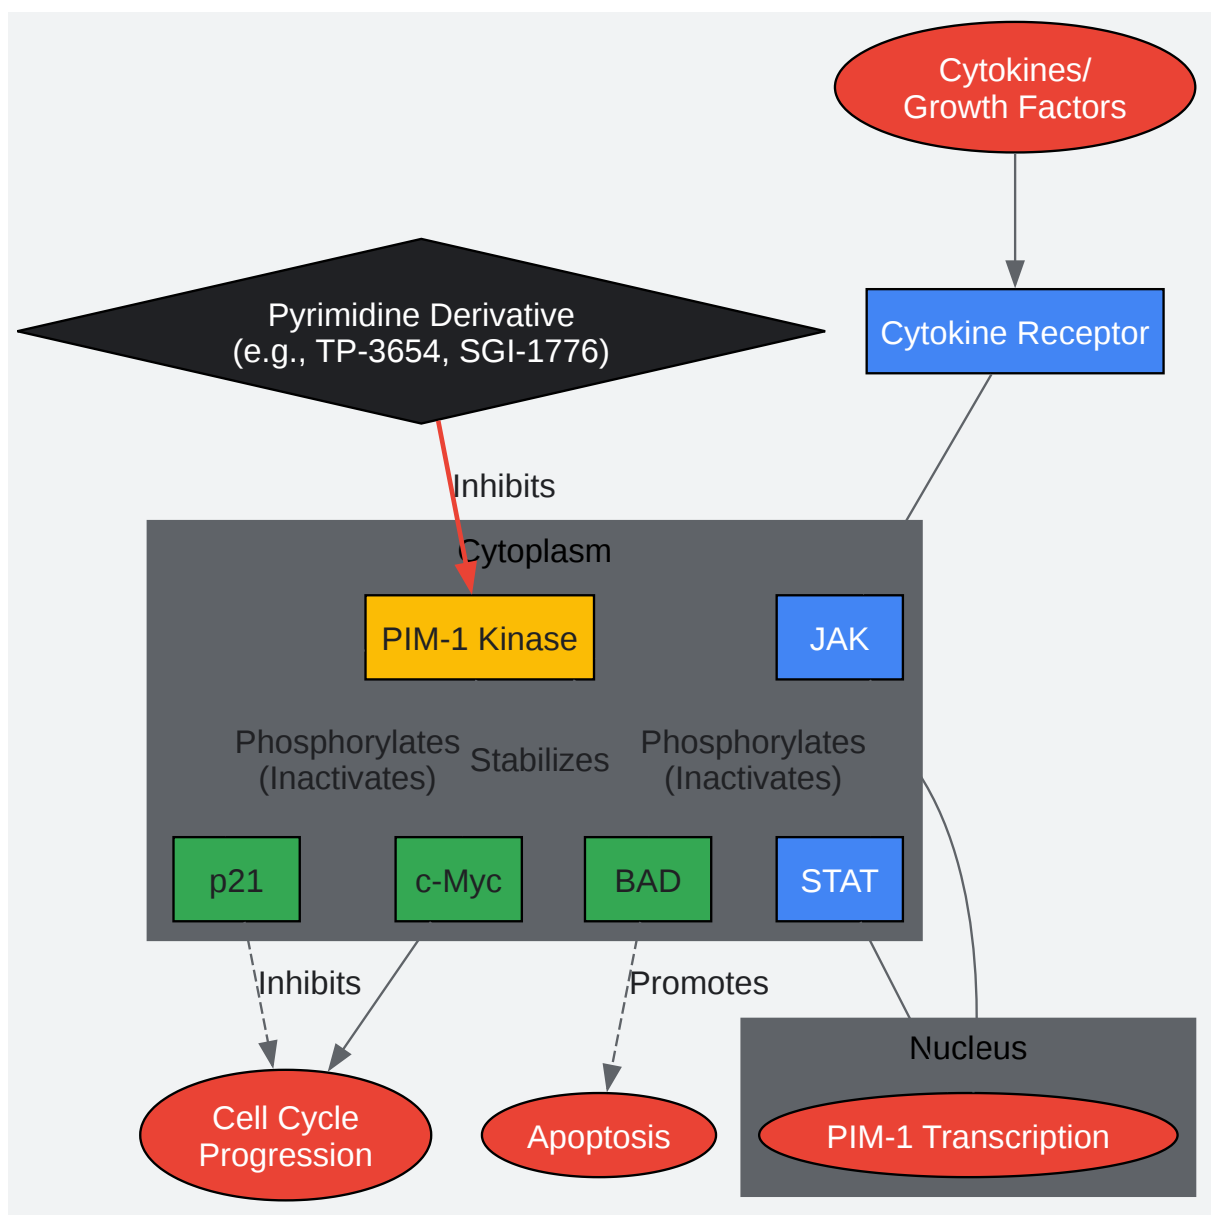 Cytokines/
Growth Factors
Pyrimidine Derivative
(e.g., TP-3654, SGI-1776)
Cytokine Receptor
Inhibits
Cytoplasm
PIM-1 Kinase
JAK
Phosphorylates
(Inactivates)
Stabilizes
Phosphorylates
(Inactivates)
p21
c-Myc
BAD
STAT
Inhibits
Promotes
Nucleus
Cell Cycle
Progression
Apoptosis
PIM-1 Transcription